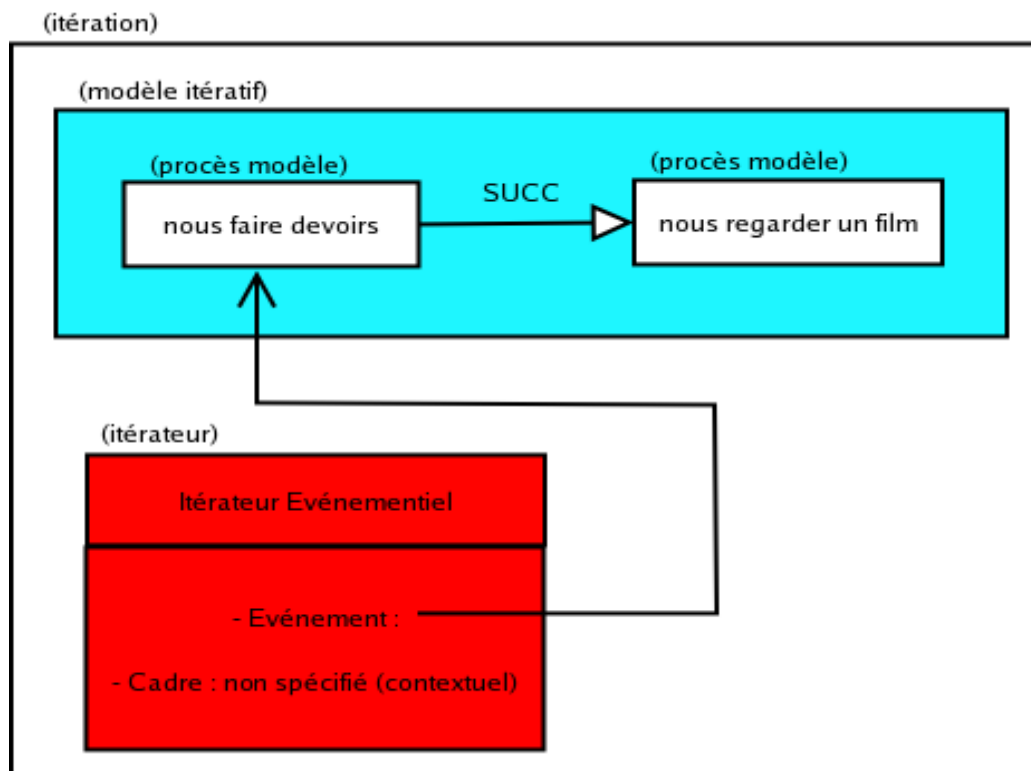 (itération)
(modèle itératif)
(procès modèle)
(procès modèle)
SUCC
nous faire devoirs
nous regarder un film
(itérateur)
Itérateur Evénementiel
- Evénement :
- Cadre : non spécifié (contextuel)